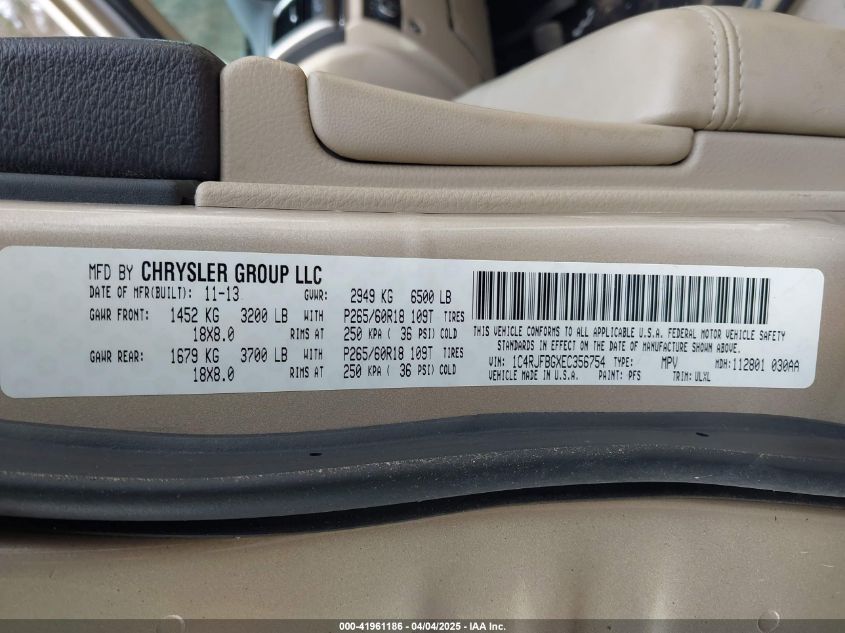 MFD BY CHRYSLER GROUP LLC
DATE OF MFR(BUILT): 11-13 GVWR: 2949 KG 6500 LB
GAWR FRONT: 1452 KG 3200 LB WITH P265/60R18 109T TIRES
18X8.0 RIMS AT 250 KPA ( 36 PSI) COLD
GAWR REAR: 1679 KG 3700 LB WITH P265/60R18 109T TIRES
18X8.0 RIMS AT 250 KPA ( 36 PSI) COLD
THIS VEHICLE CONFORMS TO ALL APPLICABLE U.S.A. FEDERAL MOTOR VEHICLE SAFETY
STANDARDS IN EFFECT ON THE DATE OF MANUFACTURE SHOWN ABOVE.
VIN: 1C4RJFBGXEC356754 TYPE: MPV MDH: 112801 030AA
VEHICLE MADE IN U.S.A. PAINT: PFS TRIM: ULXL
000-41961186 - 04/04/2025 - IAA Inc.